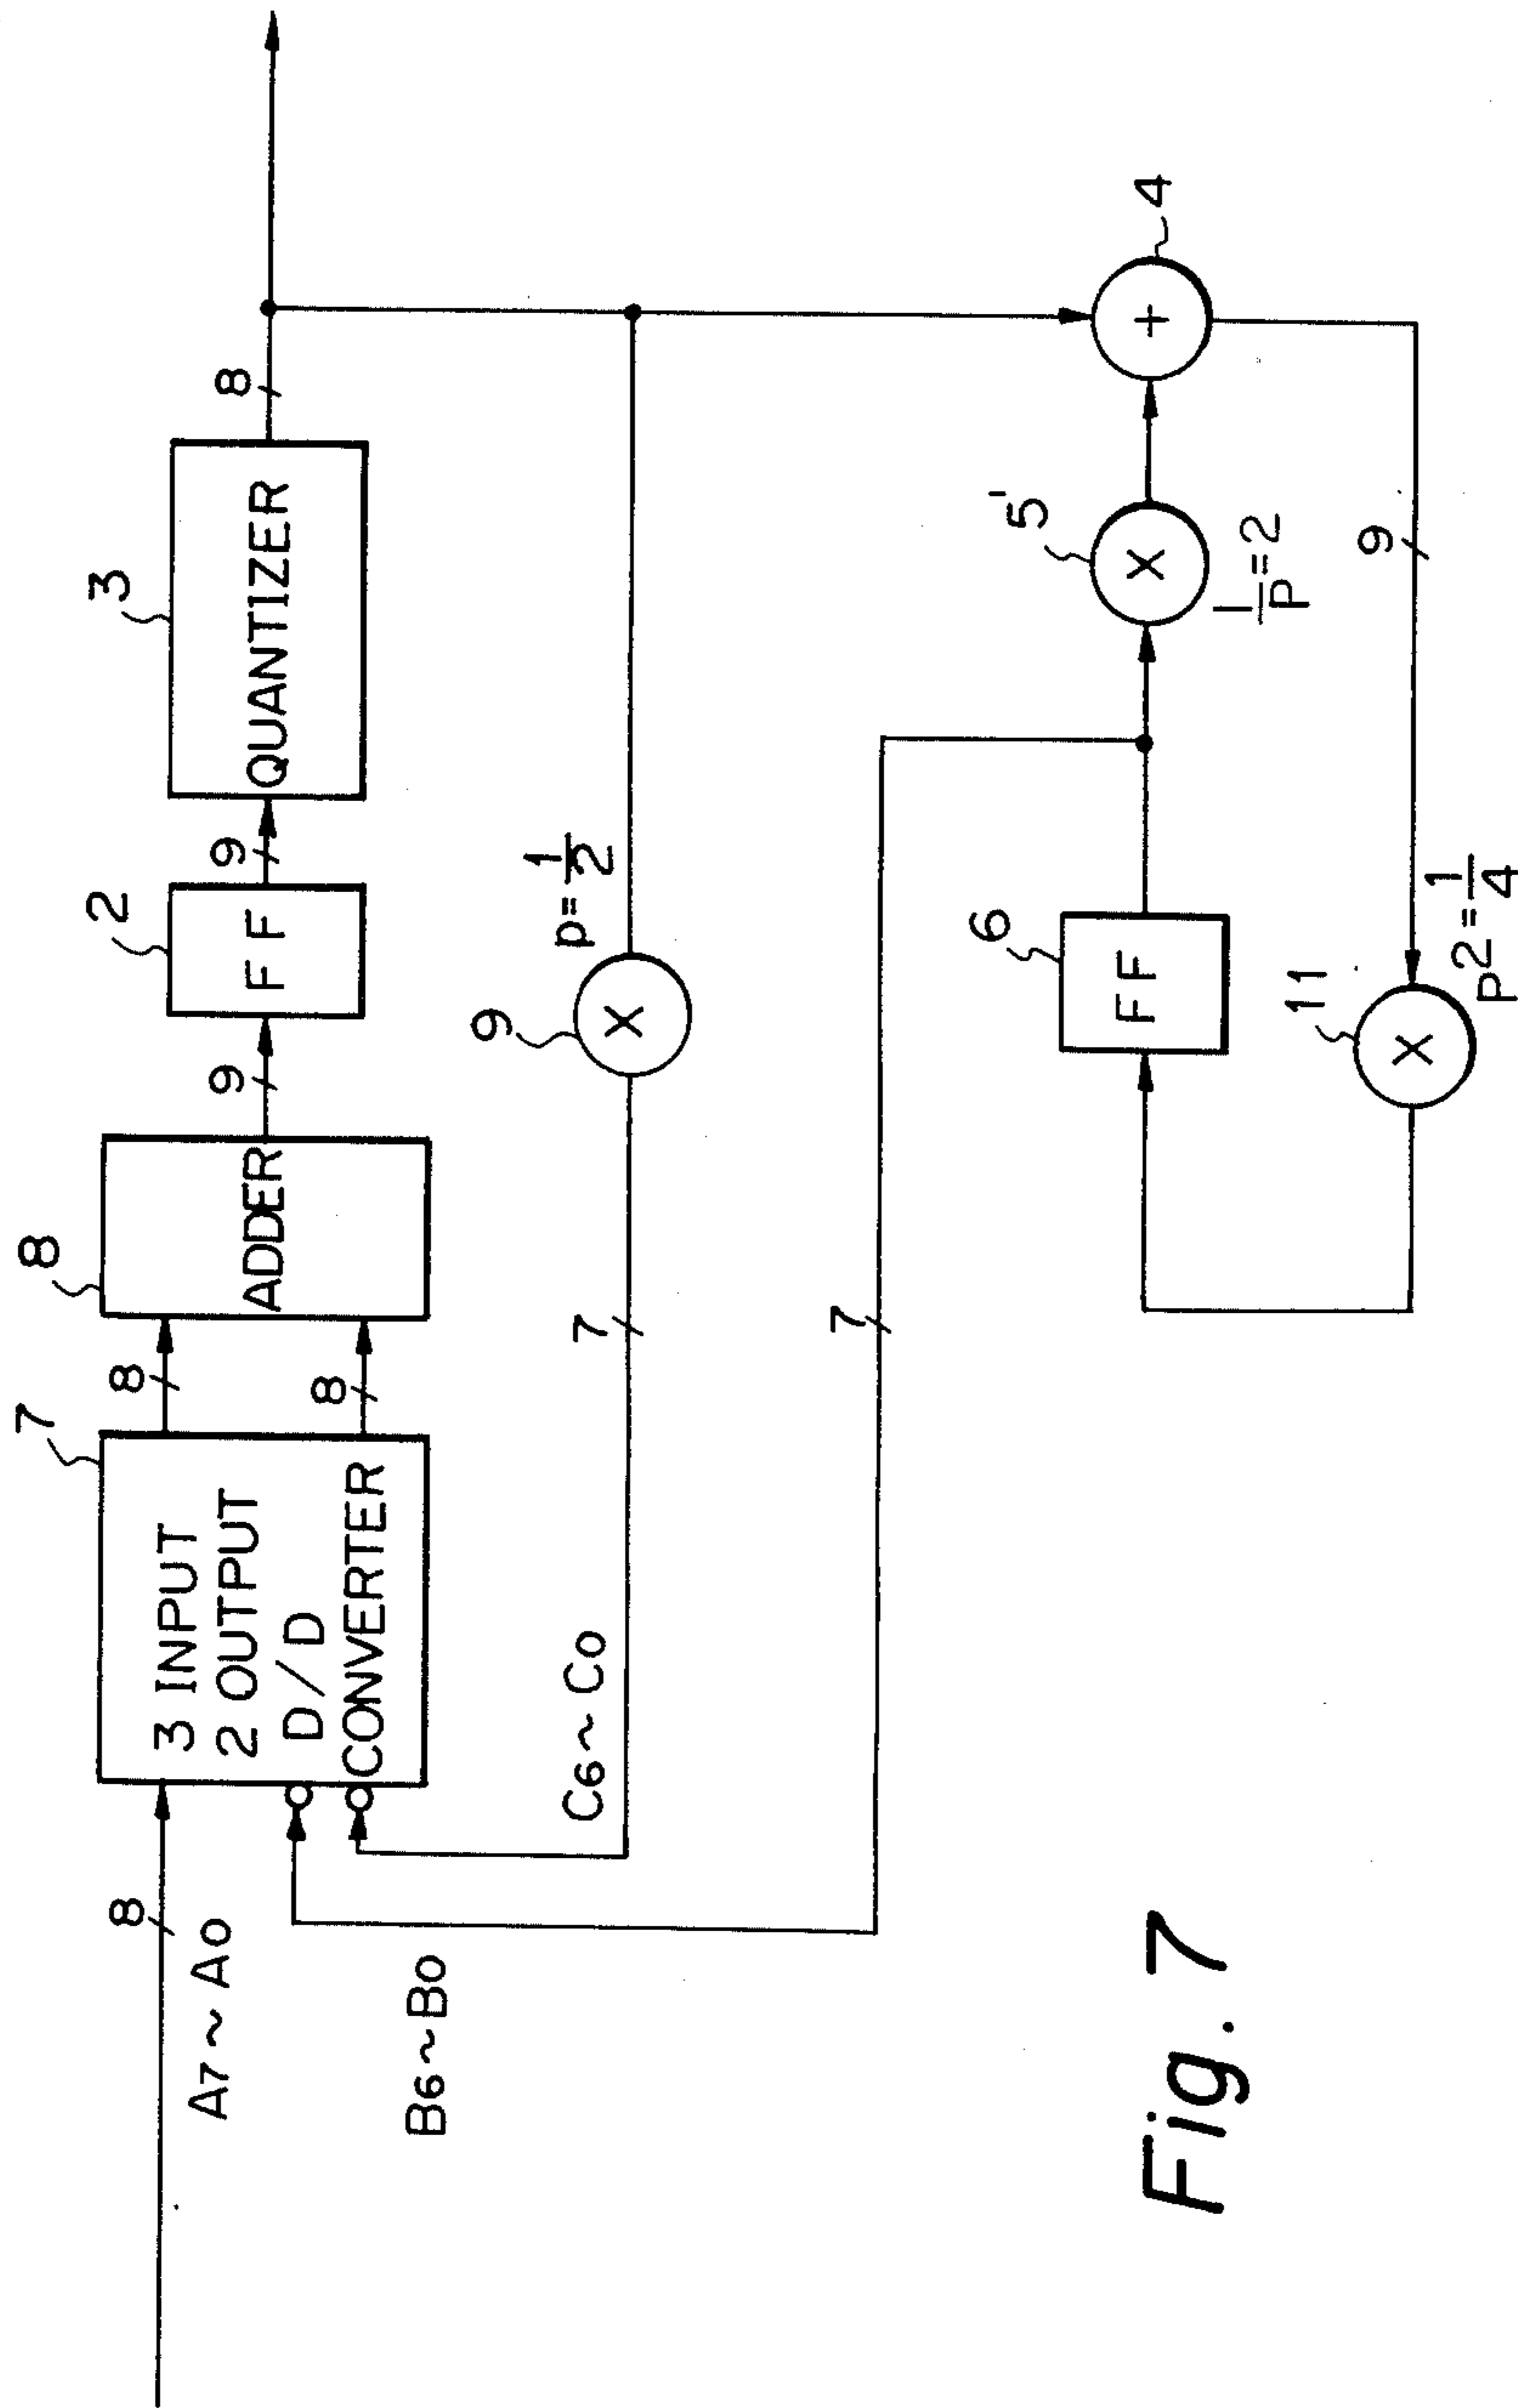 8
A7~A0
B6~B0
7
3 INPUT
2 OUTPUT
D/D
CONVERTER
8
8
8
ADDER
9
2
FF
9
3
QUANTIZER
8
C6~C0
7
9
X
p=1/2
7
6
FF
5'
X
1/P=2
4
+
9
11
X
P2=1/4
Fig. 7